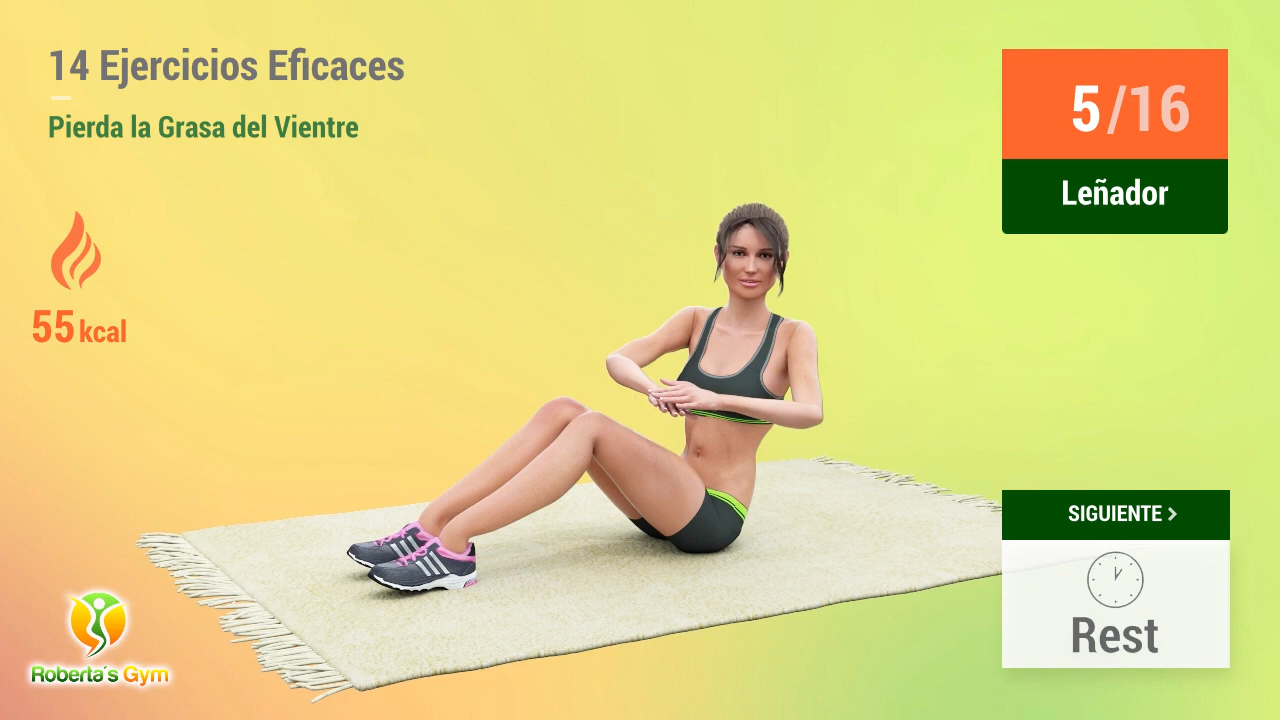 14 Ejercicios Eficaces
Pierda la Grasa del Vientre
5/16
Leñador
55 kcal
SIGUIENTE >
Rest
Roberta´s Gym